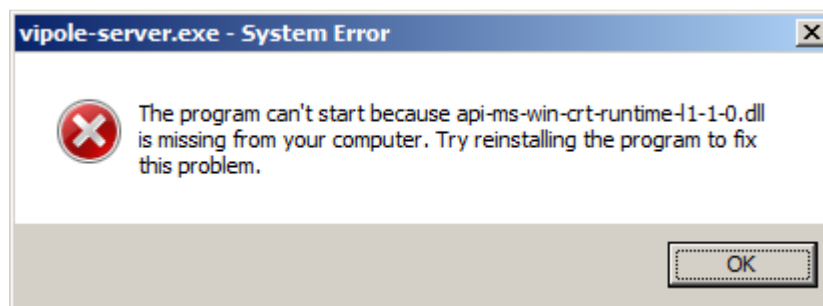 vipole-server.exe - System Error
The program can't start because api-ms-win-crt-runtime-l1-1-0.dll
is missing from your computer. Try reinstalling the program to fix
this problem.
OK